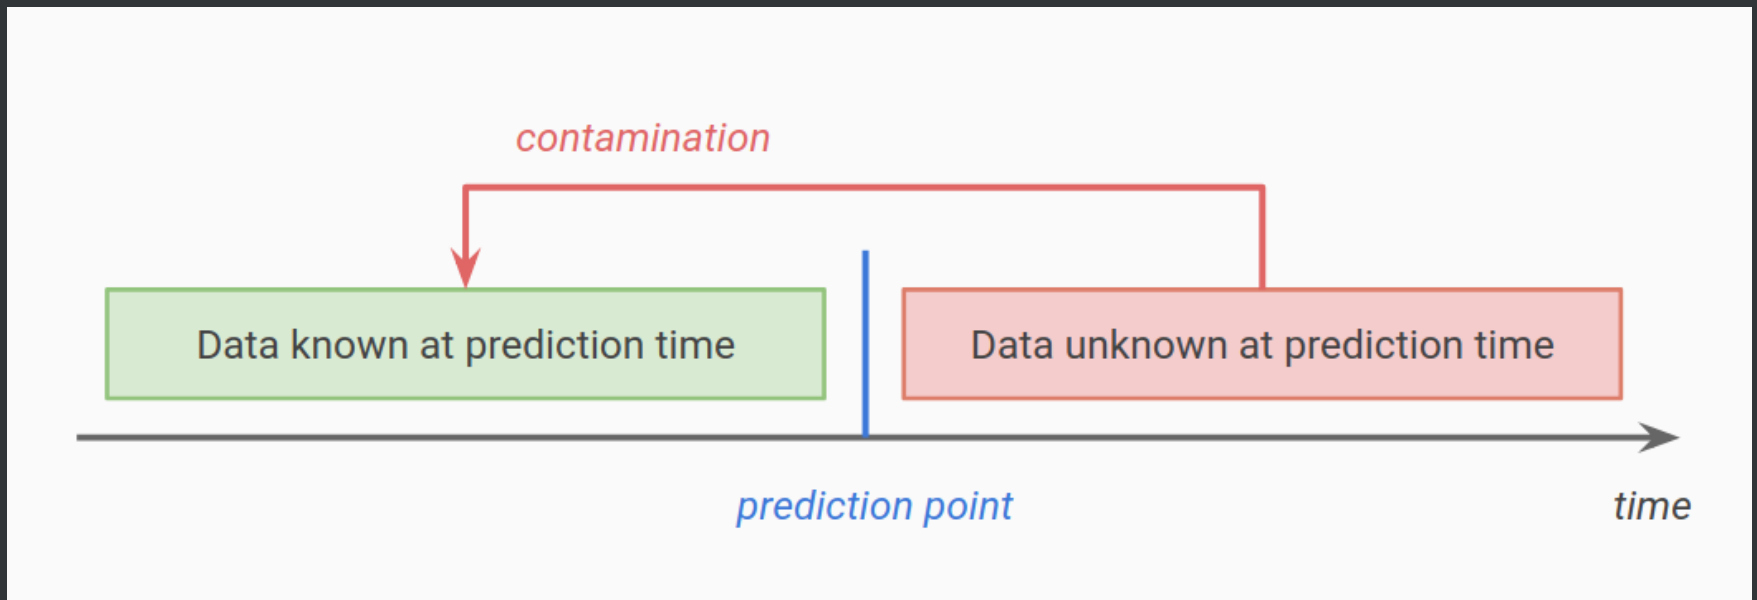 contamination
Data known at prediction time
Data unknown at prediction time
prediction point
time